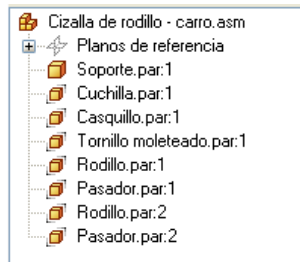 Cizalla de rodillo - carro.asm
Planos de referencia
Soporte.par:1
Cuchilla.par:1
Casquillo.par:1
Tornillo moleteado.par:1
Rodillo.par:1
Pasador.par:1
Rodillo.par:2
Pasador.par:2